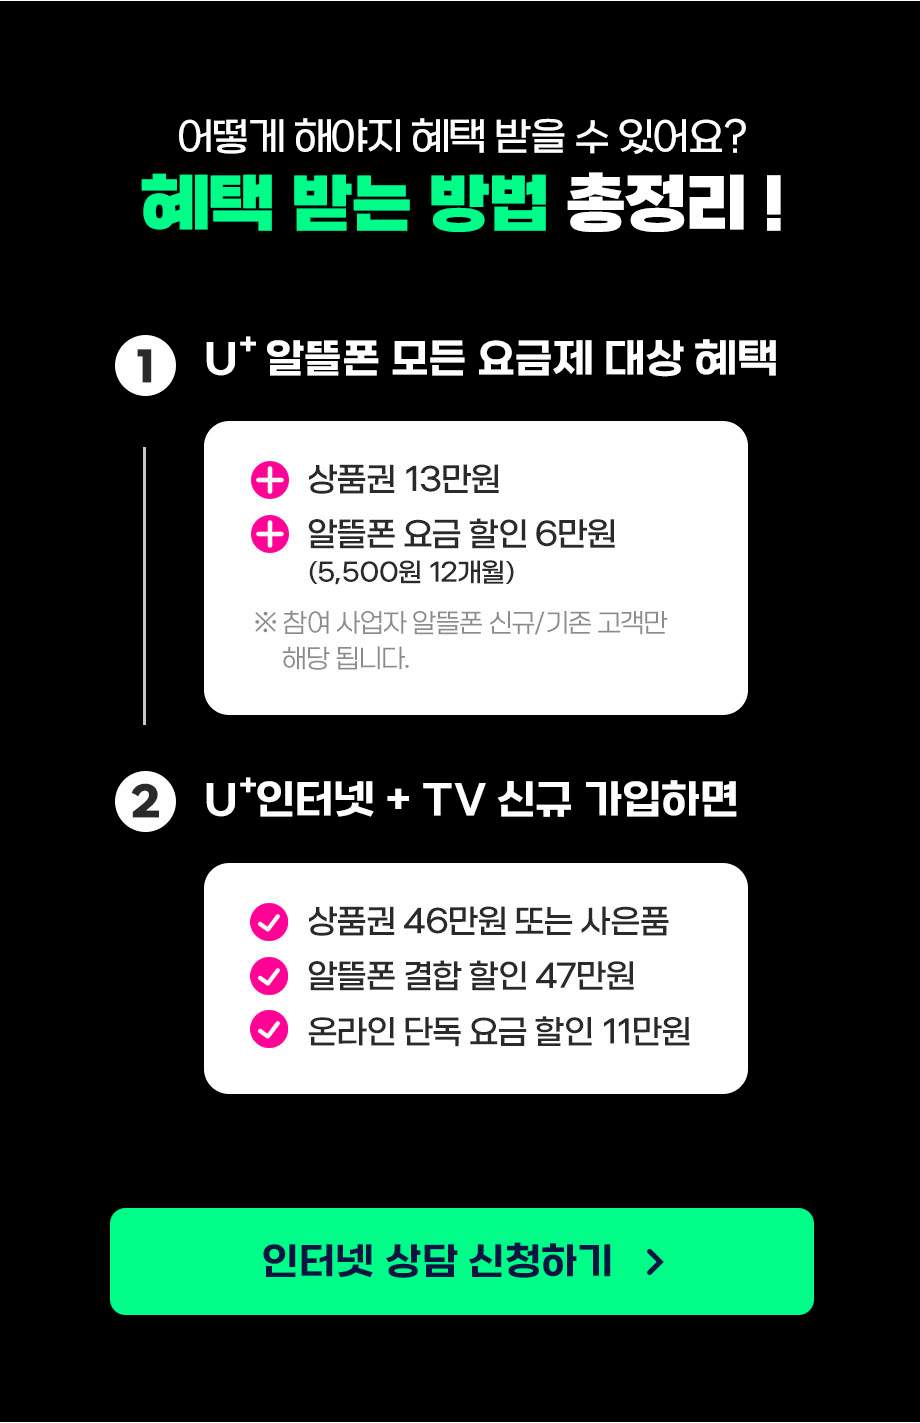 어떻게 해야지 혜택 받을 수 있어요?
혜택 받는 방법 총정리 !
1 U⁺ 알뜰폰 모든 요금제 대상 혜택
상품권 13만원
알뜰폰 요금 할인 6만원
(5,500원 12개월)
※ 참여 사업자 알뜰폰 신규/기존 고객만
해당 됩니다.
2 U⁺인터넷 + TV 신규 가입하면
상품권 46만원 또는 사은품
알뜰폰 결합 할인 47만원
온라인 단독 요금 할인 11만원
인터넷 상담 신청하기 >